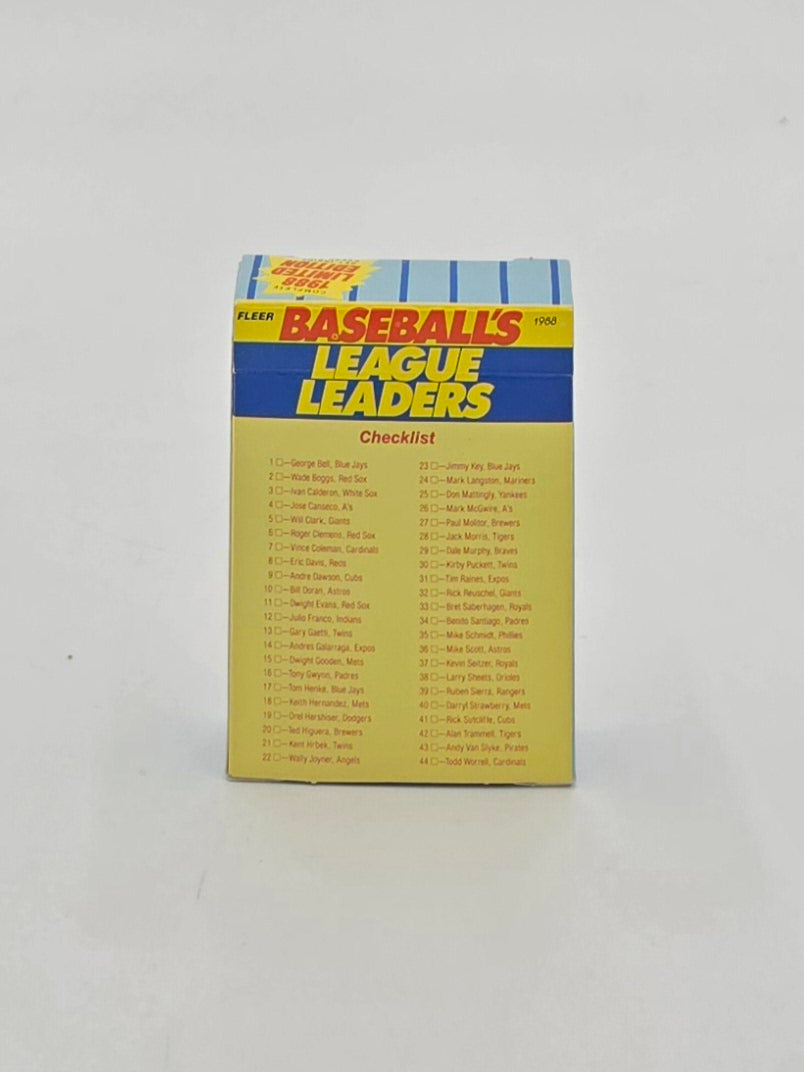 COMPLETE
1988
LIMITED
EDITION
FLEER BASEBALL'S 1988
LEAGUE
LEADERS
Checklist
1 □—George Bell, Blue Jays
2 □—Wade Boggs, Red Sox
3 □—Ivan Calderon, White Sox
4 □—Jose Canseco, A's
5 □—Will Clark, Giants
6 □—Roger Clemens, Red Sox
7 □—Vince Coleman, Cardinals
8 □—Eric Davis, Reds
9 □—Andre Dawson, Cubs
10 □—Bill Doran, Astros
11 □—Dwight Evans, Red Sox
12 □—Julio Franco, Indians
13 □—Gary Gaetti, Twins
14 □—Andres Galarraga, Expos
15 □—Dwight Gooden, Mets
16 □—Tony Gwynn, Padres
17 □—Tom Henke, Blue Jays
18 □—Keith Hernandez, Mets
19 □—Orel Hershiser, Dodgers
20 □—Ted Higuera, Brewers
21 □—Kent Hrbek, Twins
22 □—Wally Joyner, Angels
23 □—Jimmy Key, Blue Jays
24 □—Mark Langston, Mariners
25 □—Don Mattingly, Yankees
26 □—Mark McGwire, A's
27 □—Paul Molitor, Brewers
28 □—Jack Morris, Tigers
29 □—Dale Murphy, Braves
30 □—Kirby Puckett, Twins
31 □—Tim Raines, Expos
32 □—Rick Reuschel, Giants
33 □—Bret Saberhagen, Royals
34 □—Benito Santiago, Padres
35 □—Mike Schmidt, Phillies
36 □—Mike Scott, Astros
37 □—Kevin Seitzer, Royals
38 □—Larry Sheets, Orioles
39 □—Ruben Sierra, Rangers
40 □—Darryl Strawberry, Mets
41 □—Rick Sutcliffe, Cubs
42 □—Alan Trammell, Tigers
43 □—Andy Van Slyke, Pirates
44 □—Todd Worrell, Cardinals